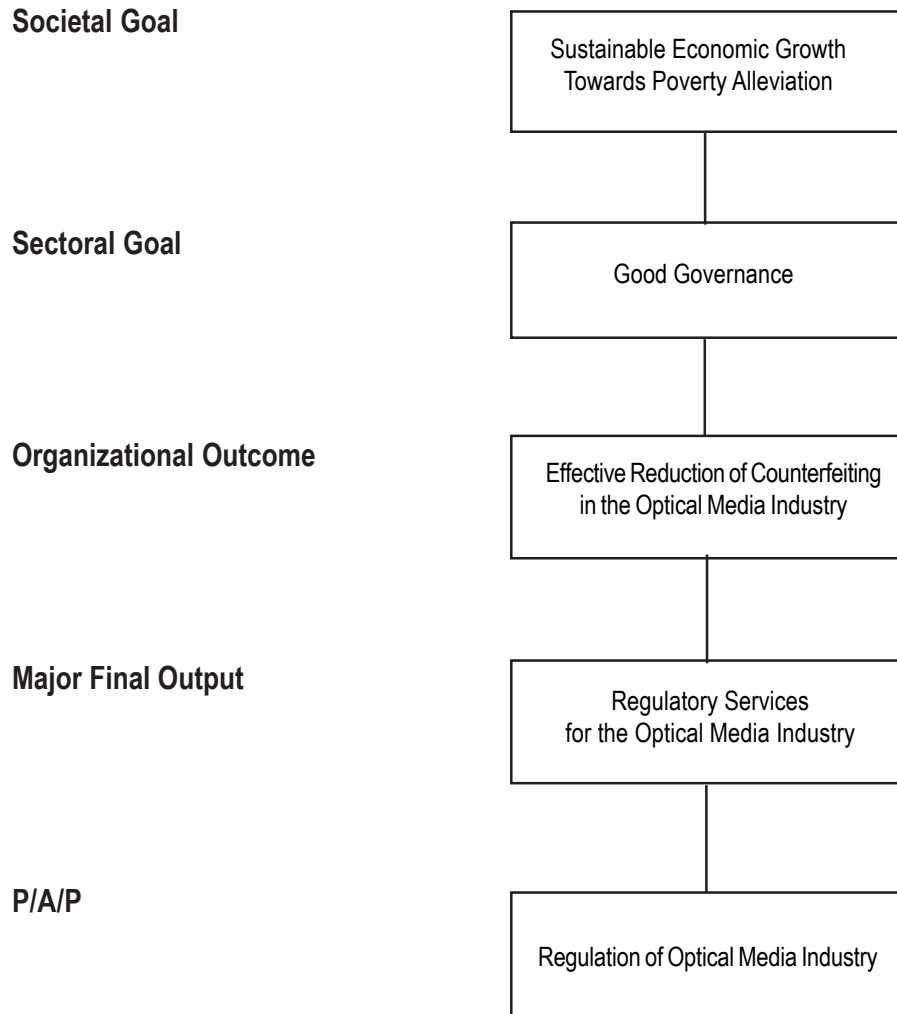 Societal Goal
Sustainable Economic Growth
Towards Poverty Alleviation
Sectoral Goal
Good Governance
Organizational Outcome
Effective Reduction of Counterfeiting
in the Optical Media Industry
Major Final Output
Regulatory Services
for the Optical Media Industry
P/A/P
Regulation of Optical Media Industry